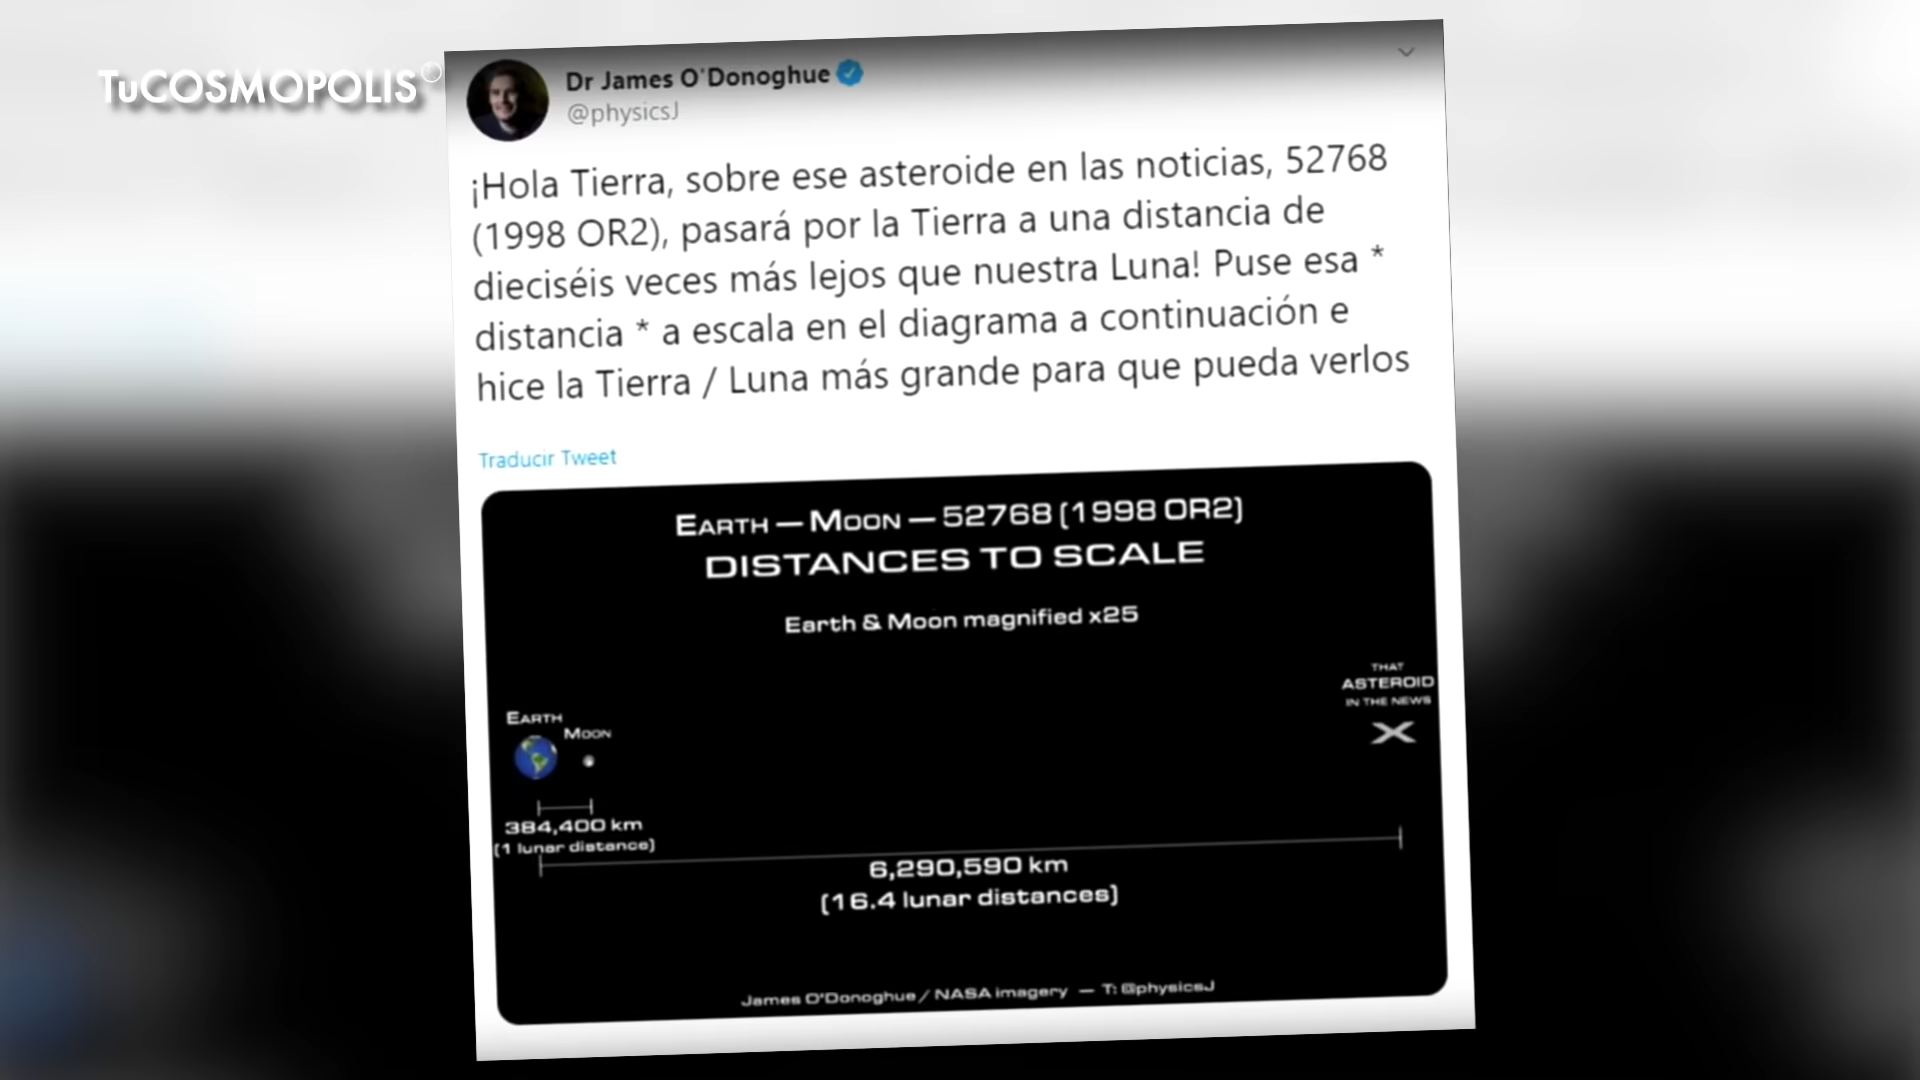 TuCOSMOPOLIS
Dr James O'Donoghue
@physicsJ
¡Hola Tierra, sobre ese asteroide en las noticias, 52768
(1998 OR2), pasará por la Tierra a una distancia de
dieciséis veces más lejos que nuestra Luna! Puse esa *
distancia * a escala en el diagrama a continuación e
hice la Tierra / Luna más grande para que pueda verlos
Traducir Tweet
EARTH — MOON — 52768 (1998 OR2)
DISTANCES TO SCALE
Earth & Moon magnified x25
THAT
ASTEROID
IN THE NEWS
EARTH
MOON
384,400 km
(1 lunar distance)
6,290,590 km
(16.4 lunar distances)
James O'Donoghue / NASA imagery — T: @physicsJ